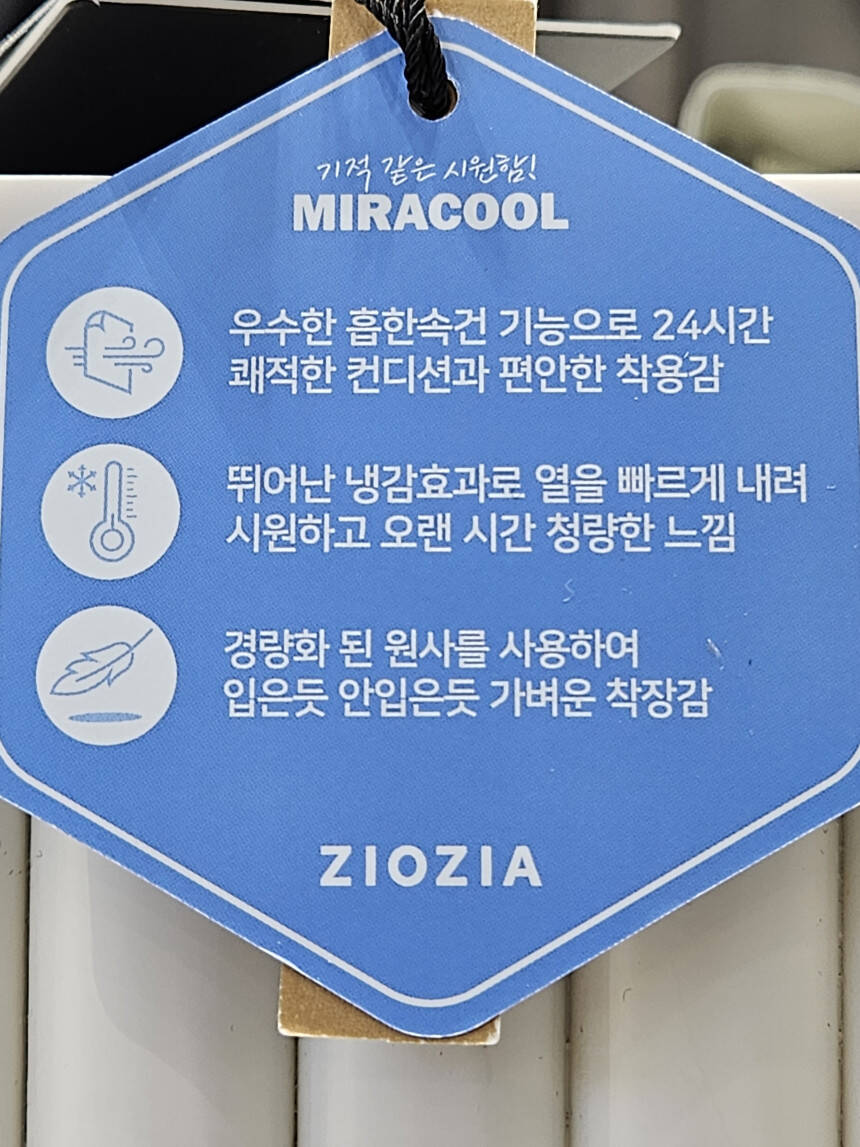 기적 같은 시원함!
MIRACOOL
우수한 흡한속건 기능으로 24시간
쾌적한 컨디션과 편안한 착용감
뛰어난 냉감효과로 열을 빠르게 내려
시원하고 오랜 시간 청량한 느낌
경량화 된 원사를 사용하여
입은듯 안입은듯 가벼운 착장감
ZIOZIA